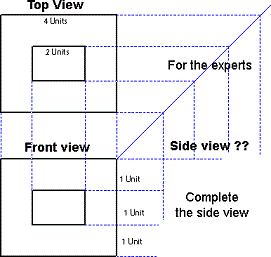 Top View
4 Units
2 Units
For the experts
Front view
Side view ??
1 Unit
Complete
the side view
1 Unit
1 Unit